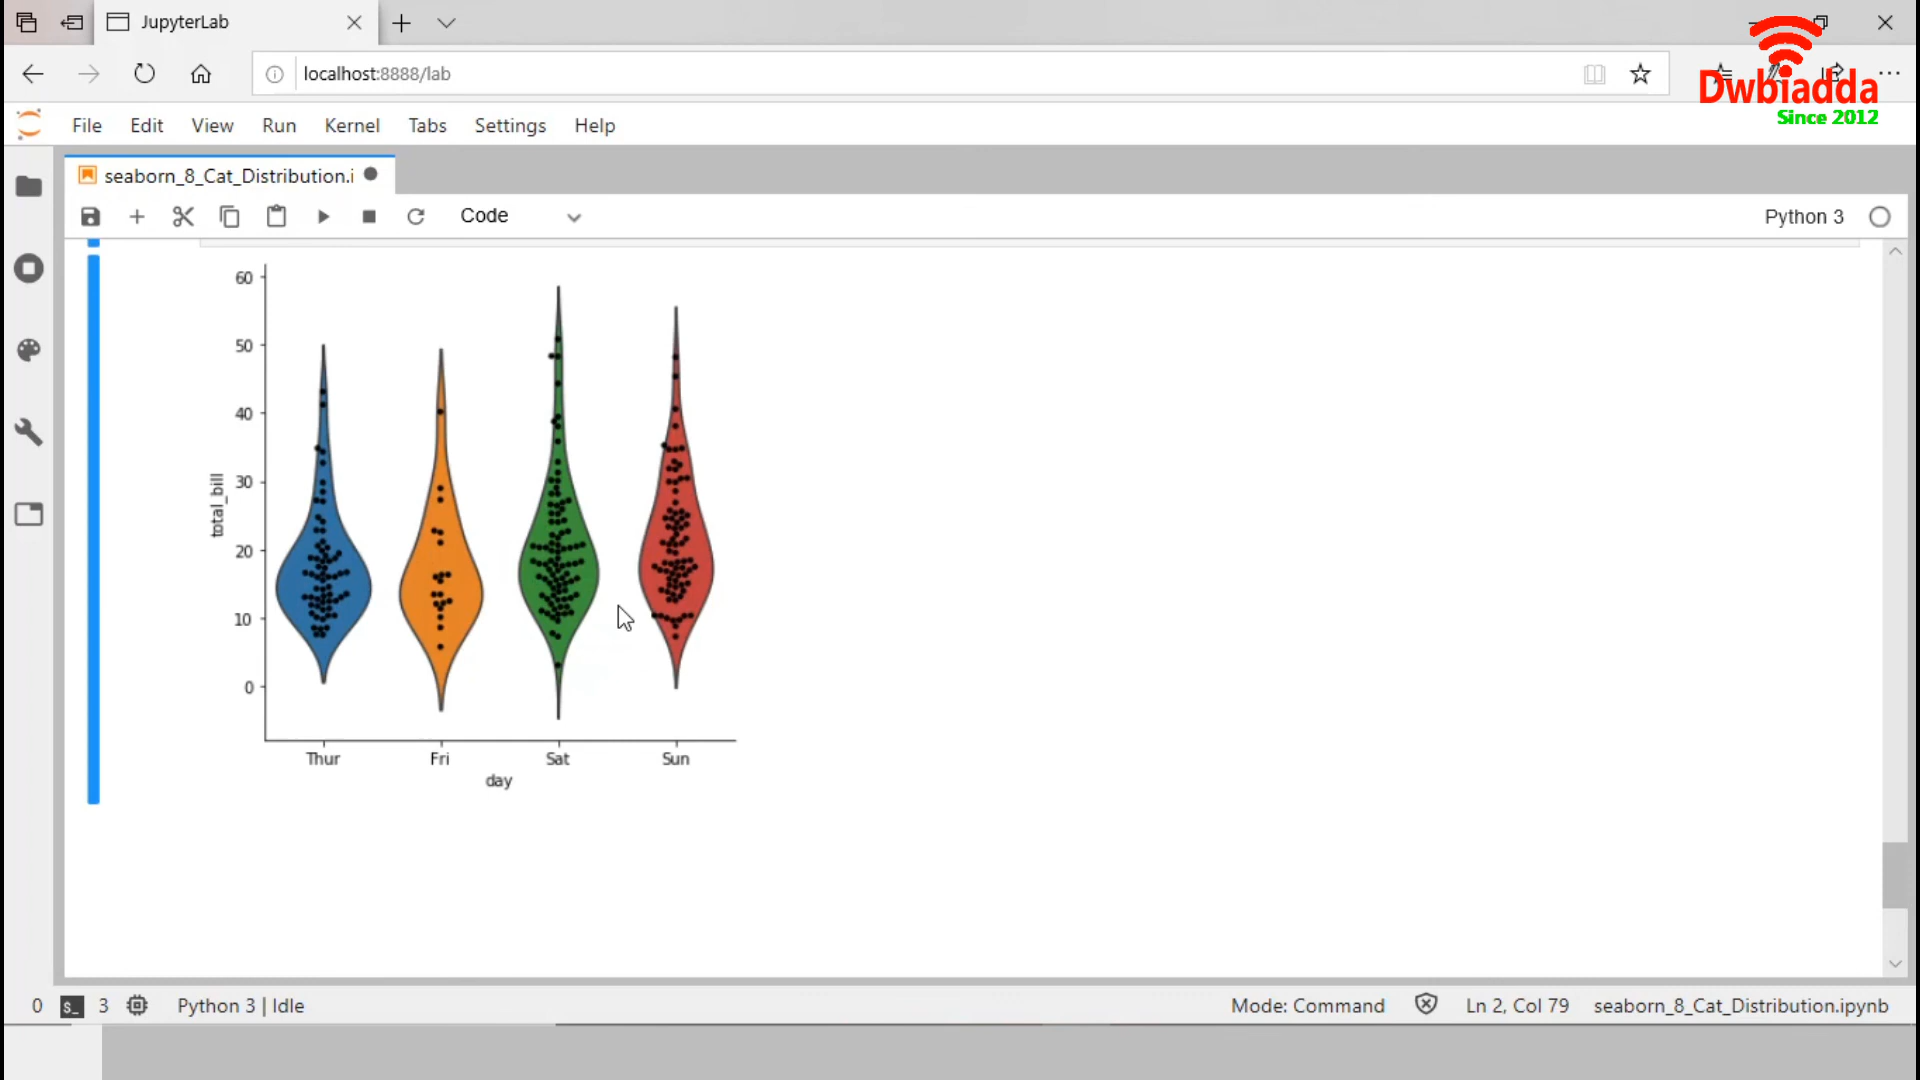 JupyterLab
localhost:8888/lab
Dwbiadda
Since 2012
File Edit View Run Kernel Tabs Settings Help
seaborn_8_Cat_Distribution.i
Code
Python 3
60
50
40
30
20
10
0
total_bill
Thur Fri Sat Sun
day
0 $_ 3 Python 3 | Idle Mode: Command Ln 2, Col 79 seaborn_8_Cat_Distribution.ipynb